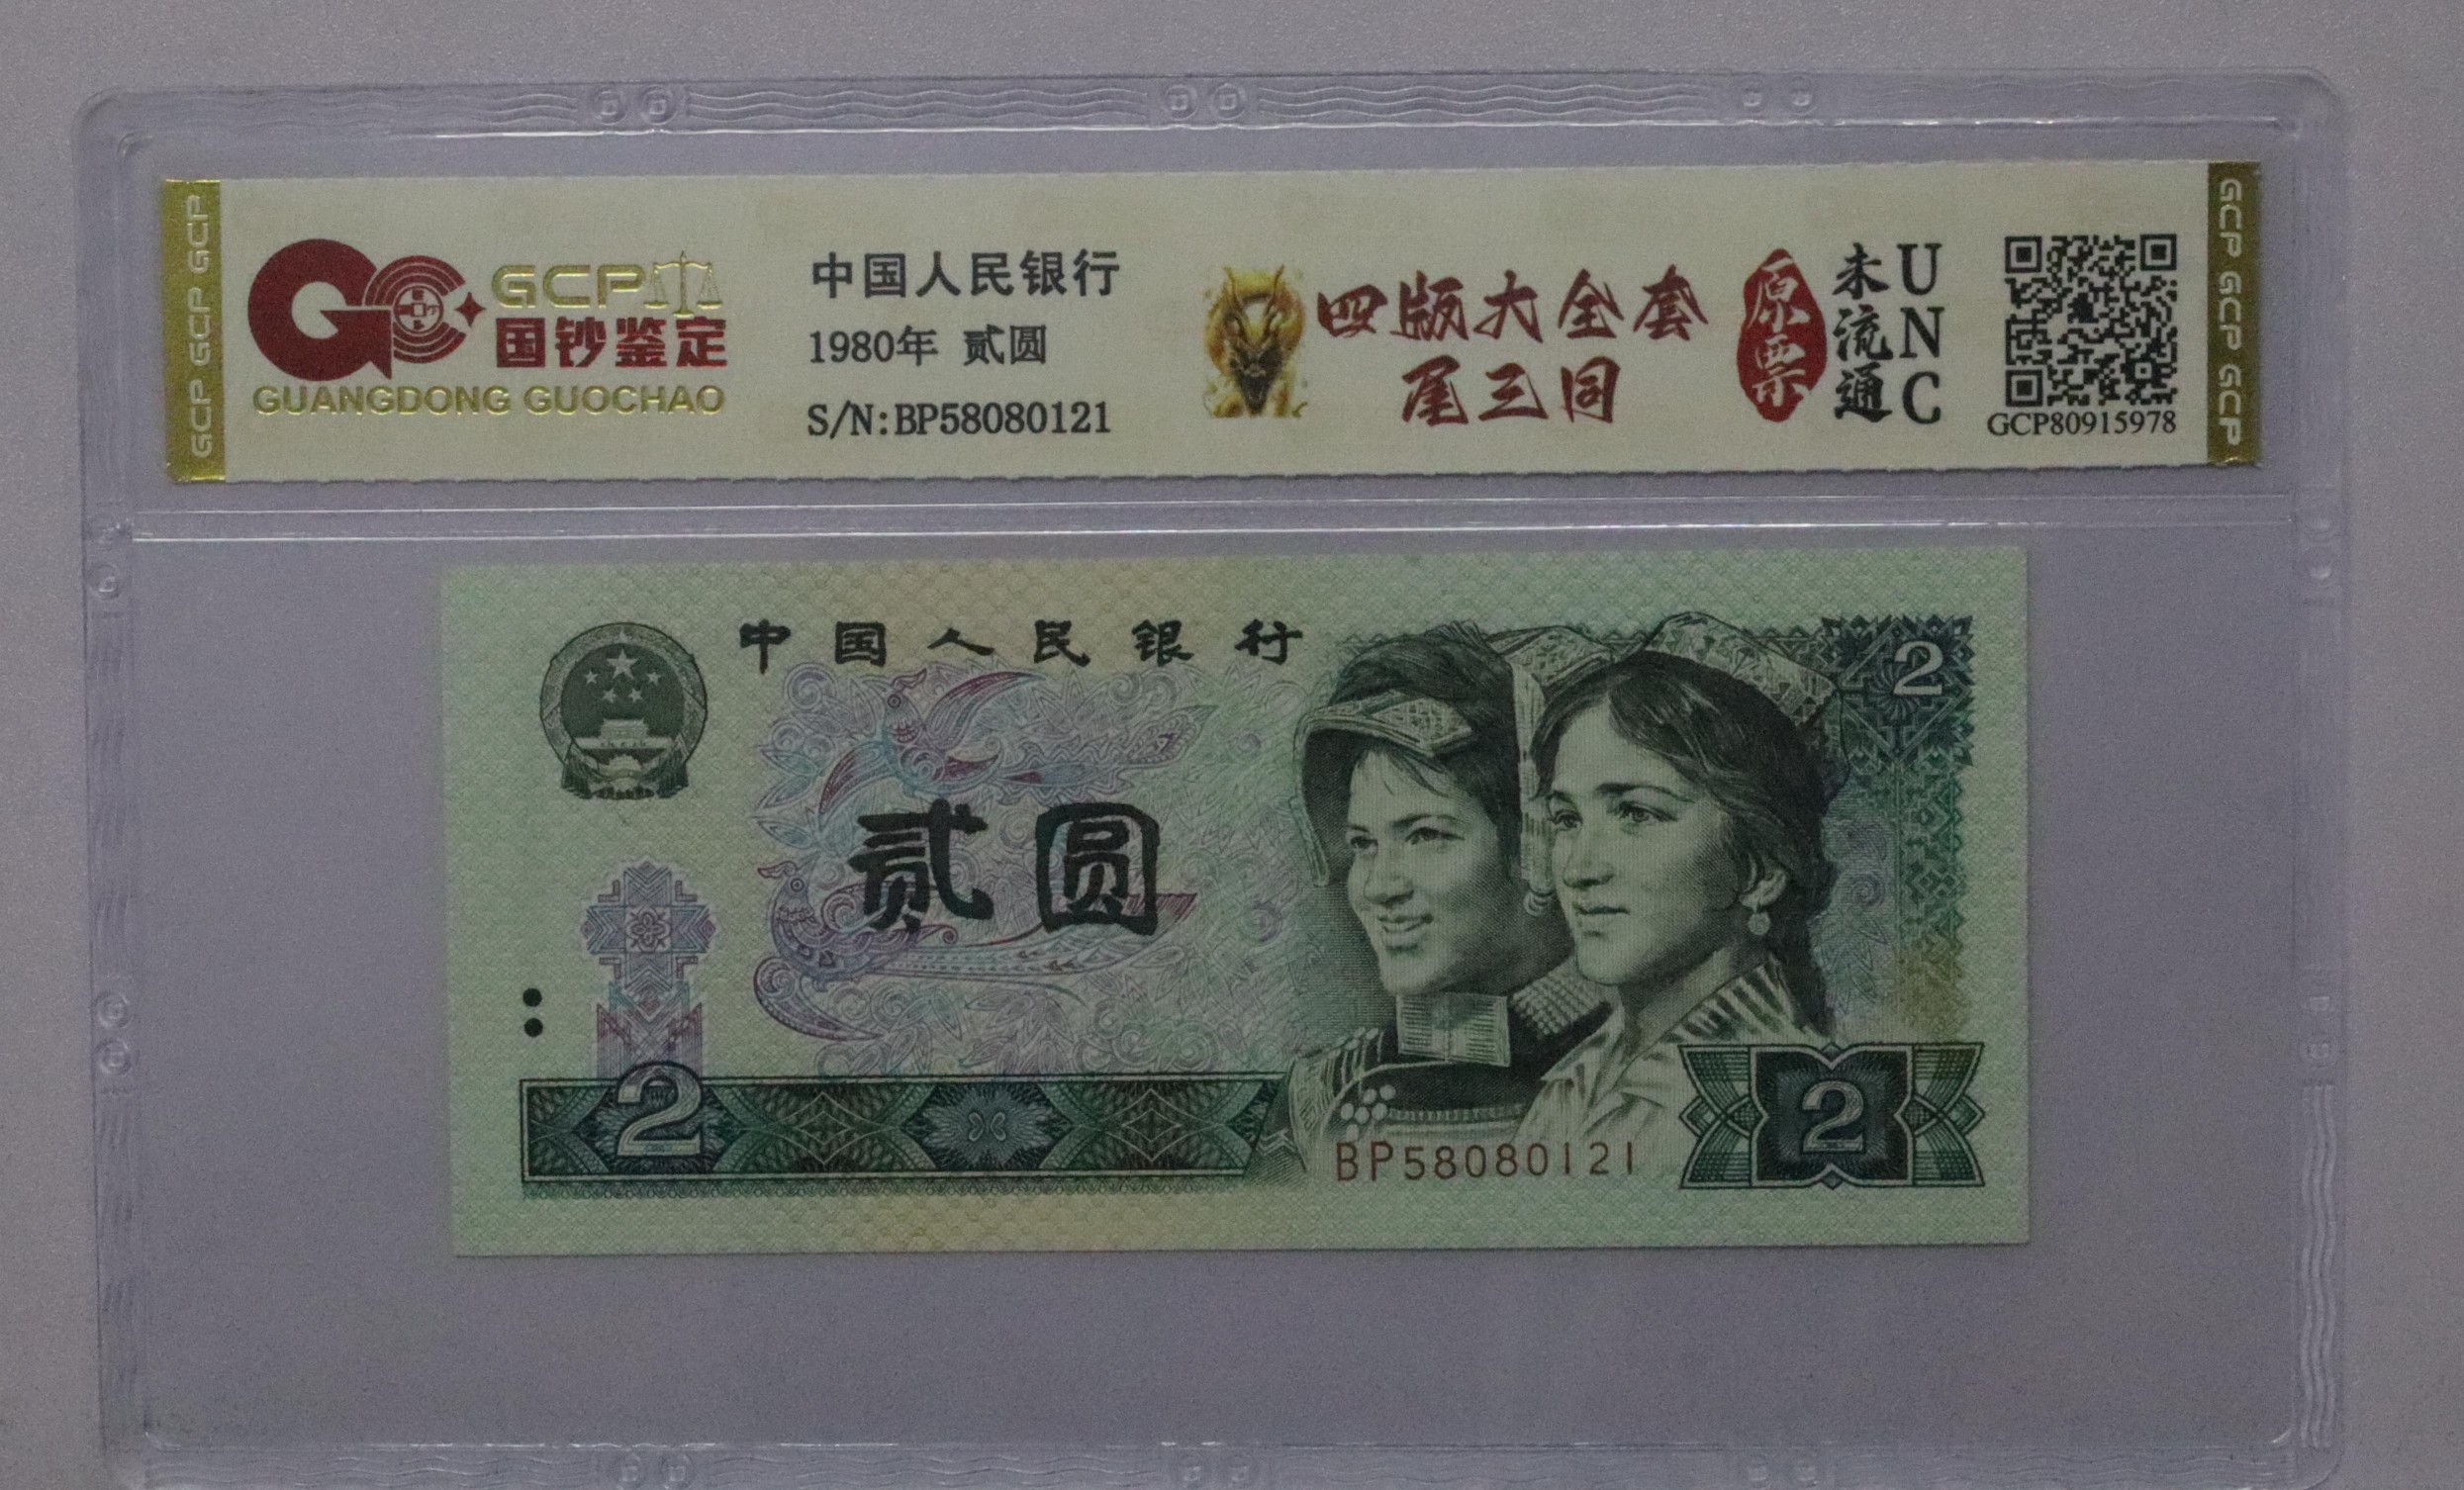 GCP GCP GCP
GCP
国钞鉴定
GUANGDONG GUOCHAO
中国人民银行
1980年 贰圆
S/N:BP58080121
四版大全套
尾三同
原票
未流通
UNC
GCP80915978
GCP GCP GCP
中国人民银行
2
贰圆
2
BP58080121
2